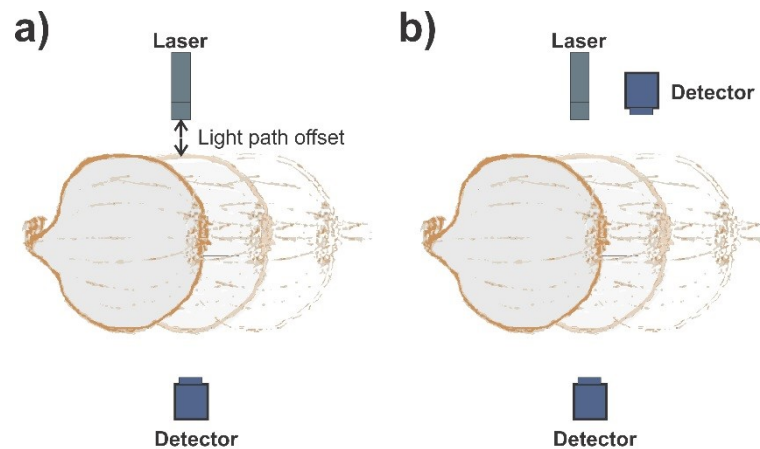 a)
Laser
Light path offset
Detector
b)
Laser
Detector
Detector